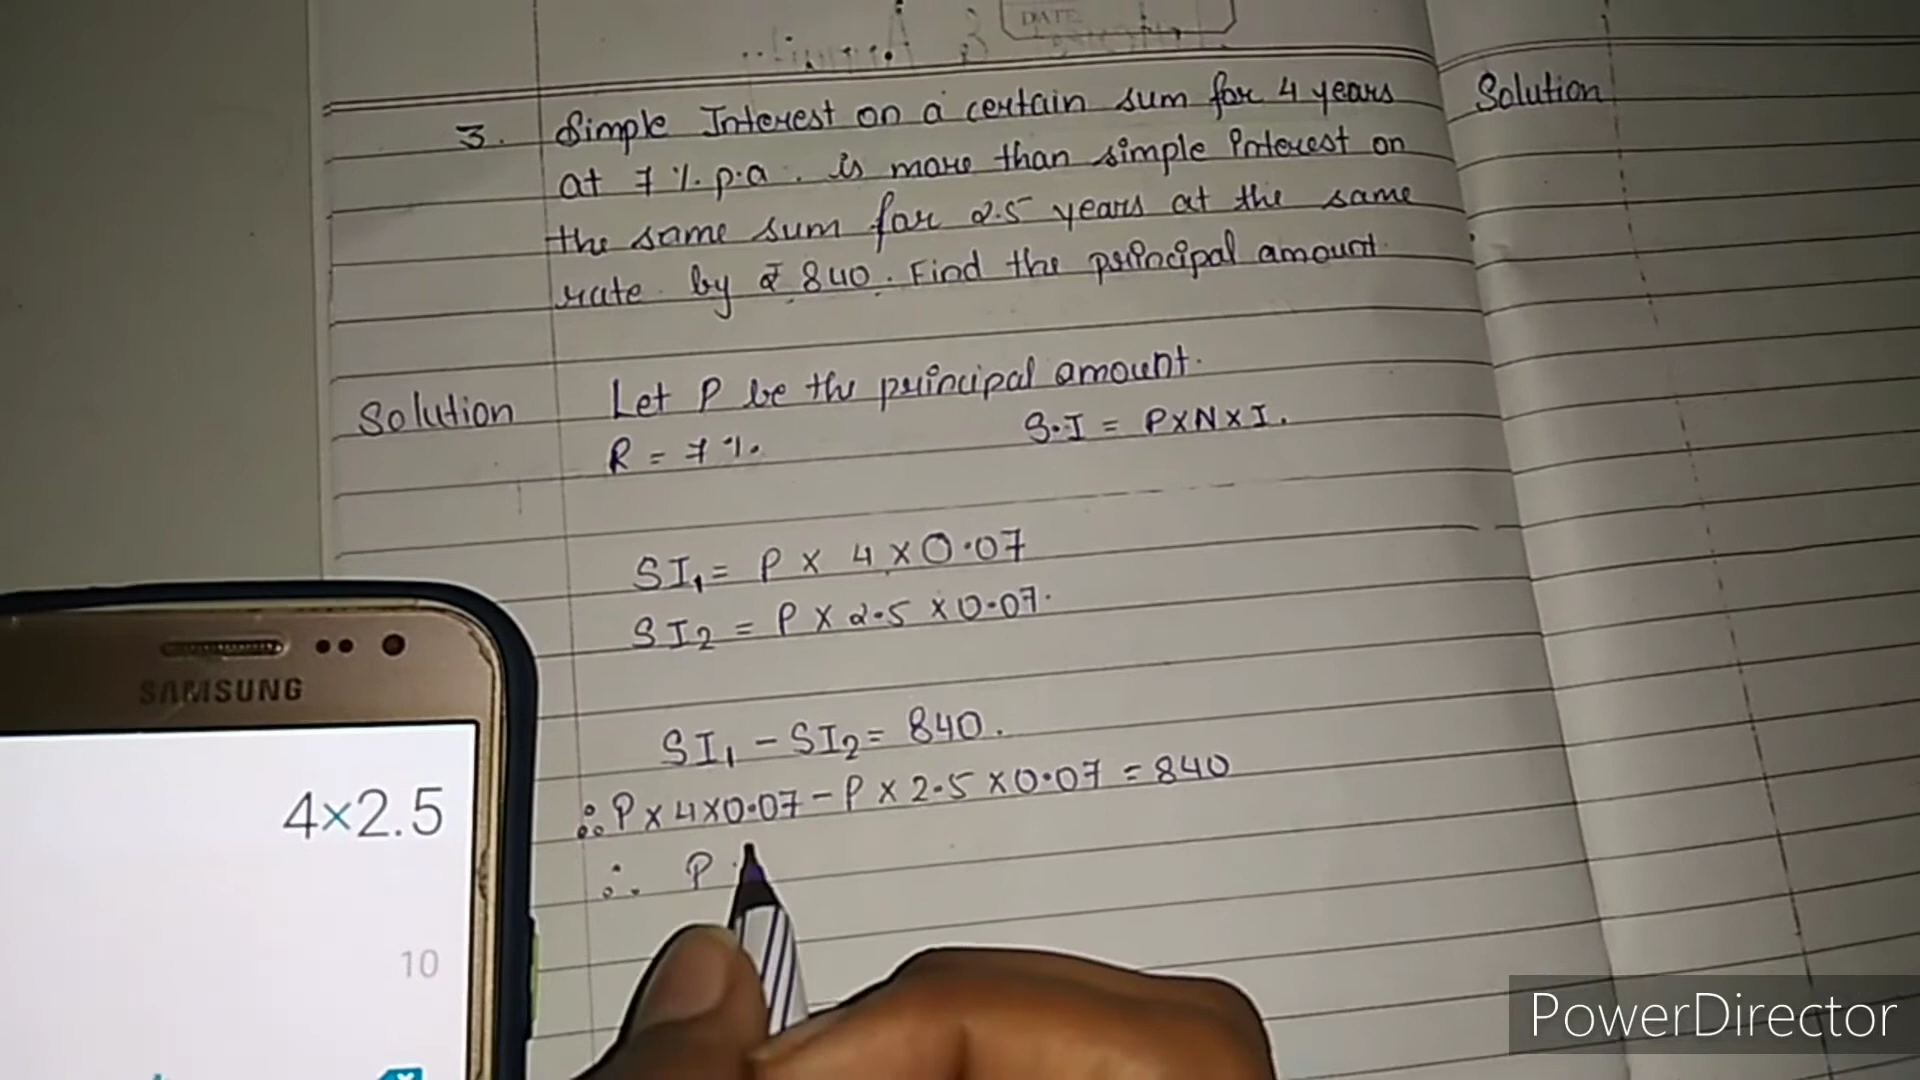 DATE
3. Simple Interest on a certain sum for 4 years
at 7 %. p.a. is more than simple interest on
the same sum for 2.5 years at the same
rate by ₹ 840. Find the principal amount.
Solution
Solution Let P be the principal amount.
R = 7 %. S.I = P×N×I.
SI₁ = P × 4 × 0.07
SI₂ = P × 2.5 × 0.07.
SI₁ - SI₂ = 840.
∴ P × 4×0.07 - P × 2.5 ×0.07 = 840
∴ P
SAMSUNG
4×2.5
10
PowerDirector